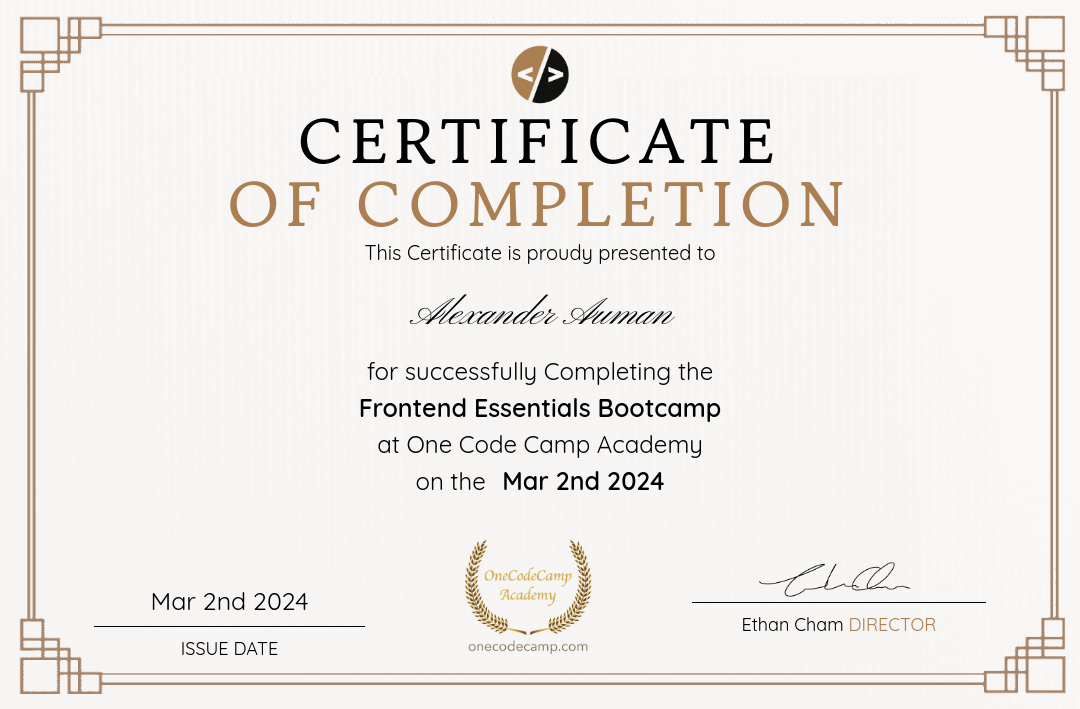 </>
CERTIFICATE
OF COMPLETION
This Certificate is proudy presented to
Alexander Auman
for successfully Completing the
Frontend Essentials Bootcamp
at One Code Camp Academy
on the Mar 2nd 2024
OneCodeCamp
Academy
onecodecamp.com
Mar 2nd 2024
ISSUE DATE
Ethan Cham DIRECTOR